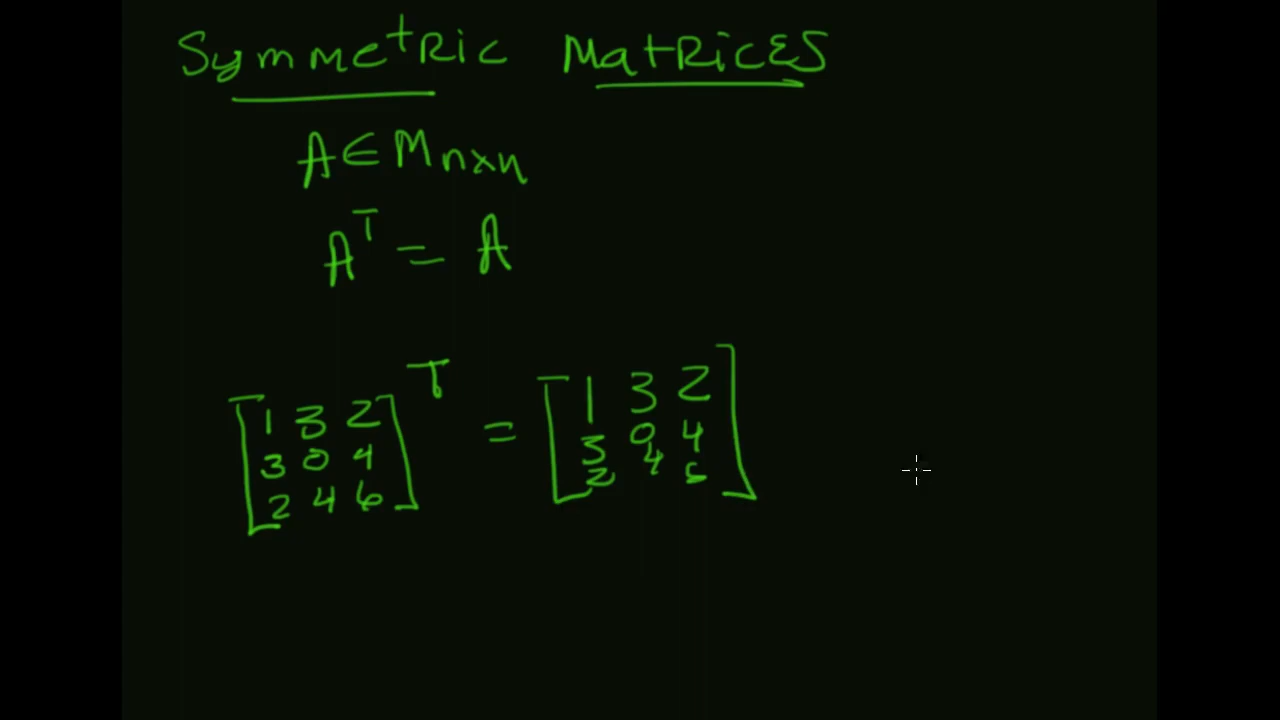 Symmetric Matrices
A ∈ M n×n
A^T = A
[1 3 2]^T = [1 3 2]
[3 0 4] [3 0 4]
[2 4 6] [2 4 6]